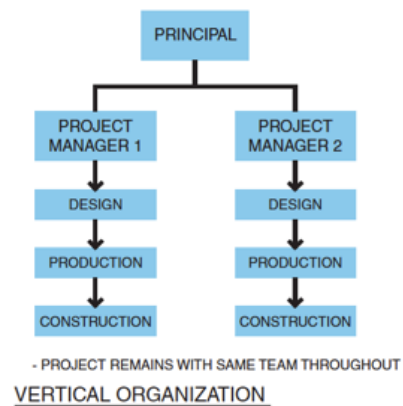 PRINCIPAL
PROJECT
MANAGER 1
PROJECT
MANAGER 2
DESIGN
DESIGN
PRODUCTION
PRODUCTION
CONSTRUCTION
CONSTRUCTION
- PROJECT REMAINS WITH SAME TEAM THROUGHOUT
VERTICAL ORGANIZATION